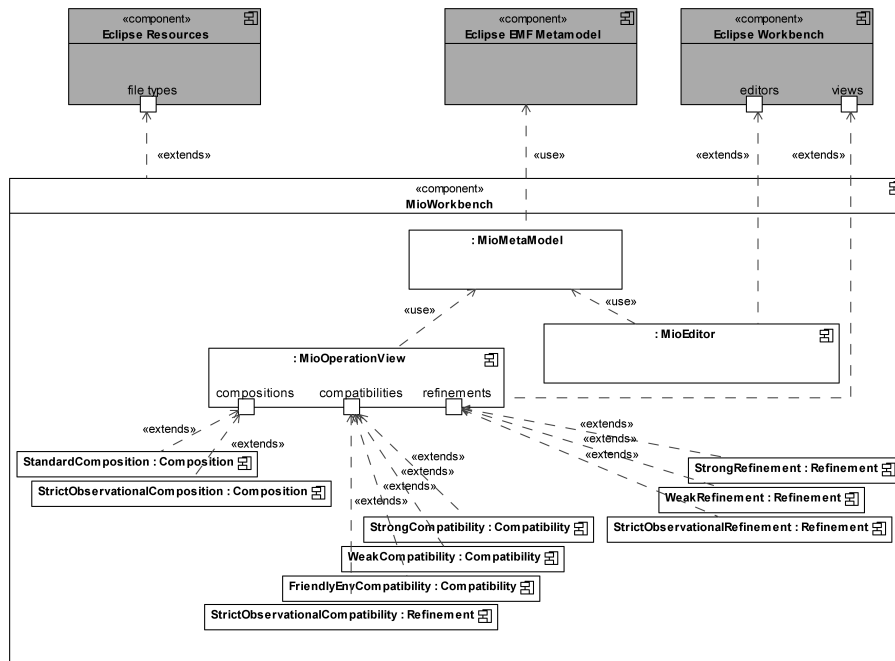 «component»
Eclipse Resources
file types
«component»
Eclipse EMF Metamodel
«component»
Eclipse Workbench
editors
views
«extends»
«use»
«extends»
«extends»
«component»
MioWorkbench
: MioMetaModel
«use»
«use»
: MioEditor
: MioOperationView
compositions
compatibilities
refinements
«extends»
«extends»
«extends»
«extends»
«extends»
«extends»
«extends»
«extends»
«extends»
StandardComposition : Composition
StrictObservationalComposition : Composition
StrongRefinement : Refinement
WeakRefinement : Refinement
StrictObservationalRefinement : Refinement
StrongCompatibility : Compatibility
WeakCompatibility : Compatibility
FriendlyEnvCompatibility : Compatibility
StrictObservationalCompatibility : Refinement